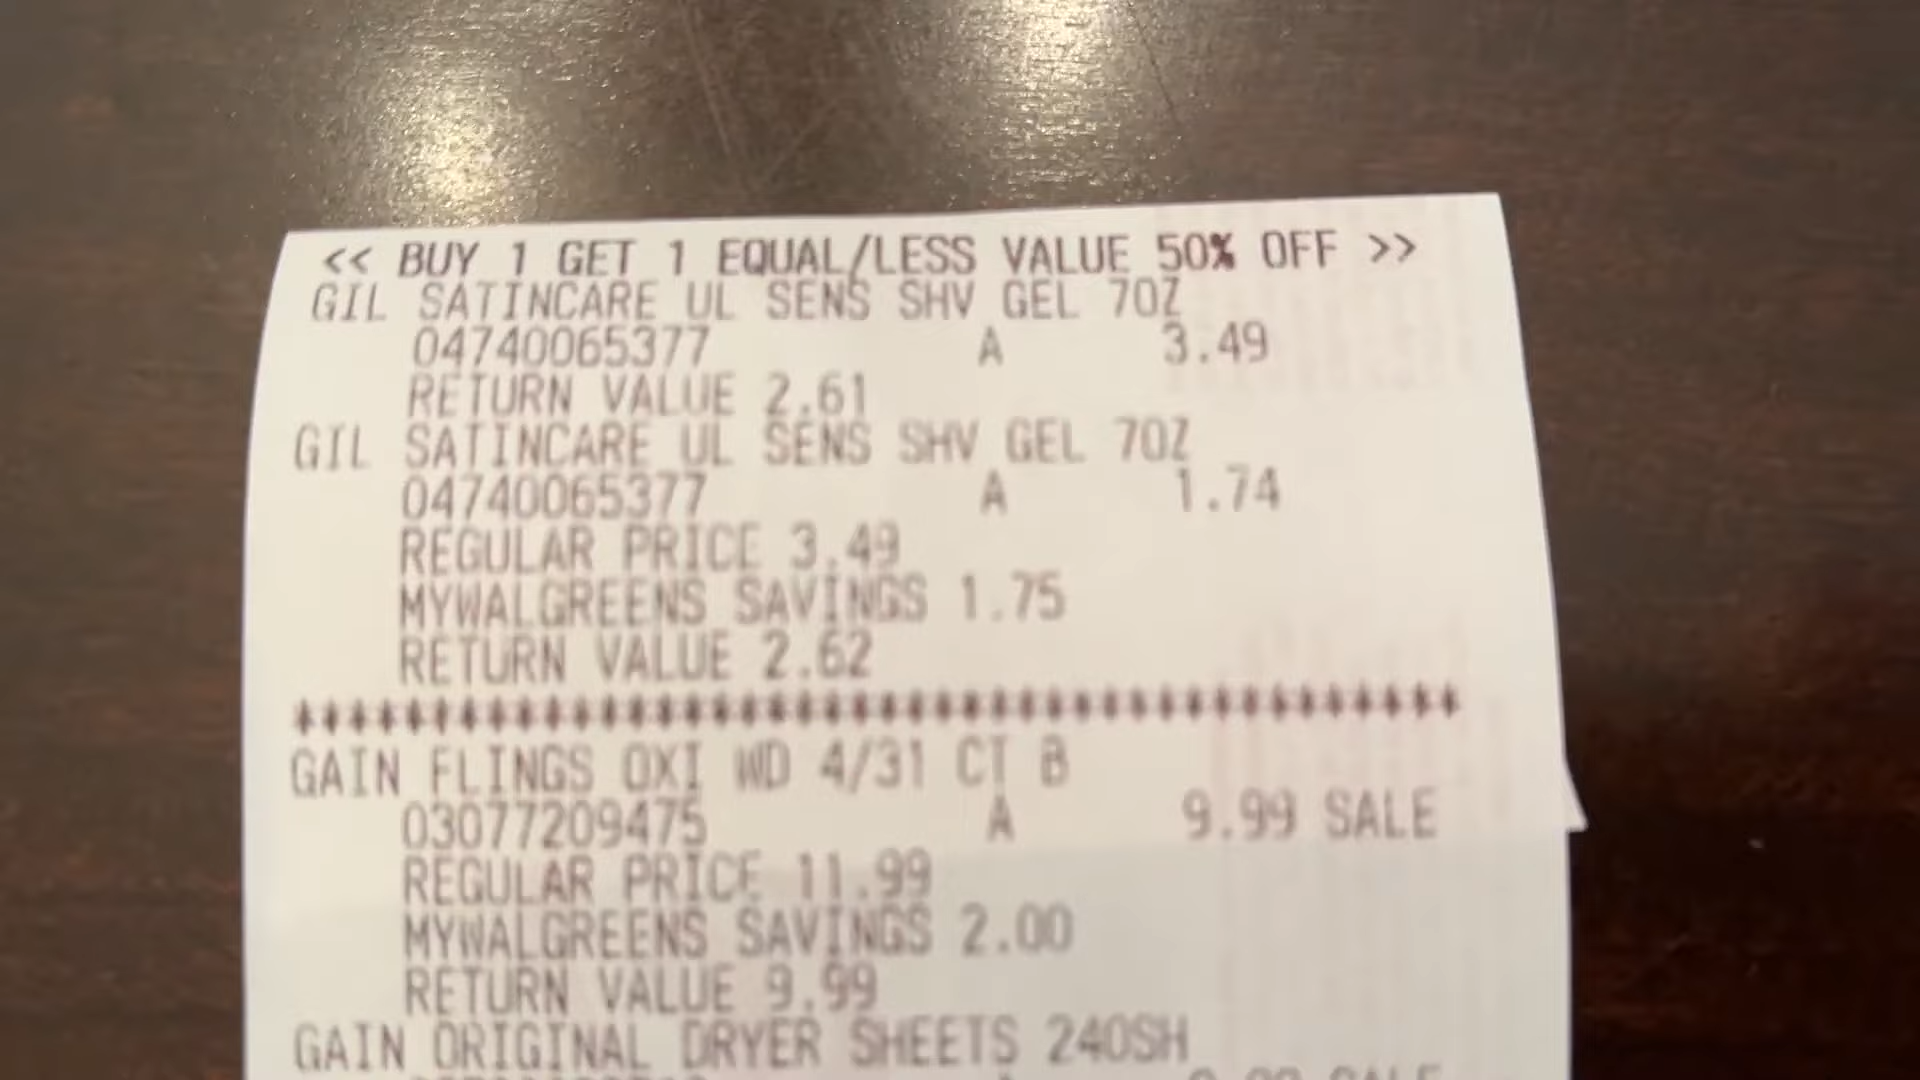 << BUY 1 GET 1 EQUAL/LESS VALUE 50% OFF >>
GIL SATINCARE UL SENS SHV GEL 7OZ
04740065377 A 3.49
RETURN VALUE 2.61
GIL SATINCARE UL SENS SHV GEL 7OZ
04740065377 A 1.74
REGULAR PRICE 3.49
MYWALGREENS SAVINGS 1.75
RETURN VALUE 2.62
******************************************
GAIN FLINGS OXI WD 4/31 CT B
03077209475 A 9.99 SALE
REGULAR PRICE 11.99
MYWALGREENS SAVINGS 2.00
RETURN VALUE 9.99
GAIN ORIGINAL DRYER SHEETS 240SH
SALE